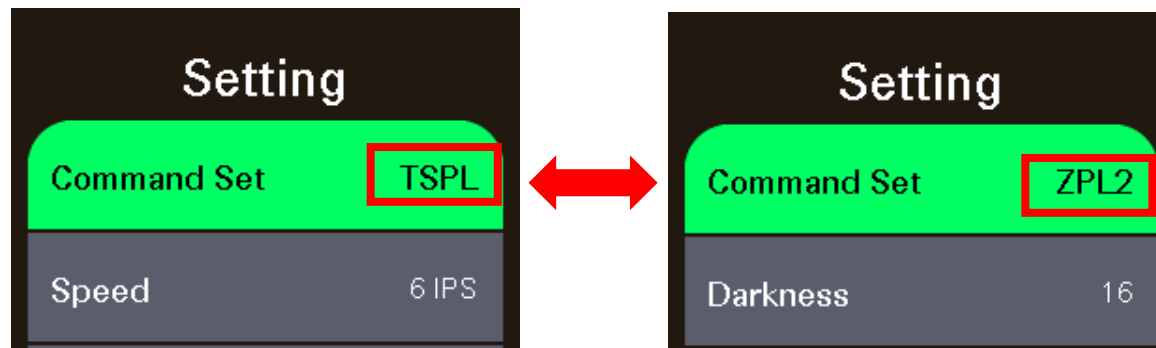 Setting
Command Set TSPL
Speed 6 IPS
Setting
Command Set ZPL2
Darkness 16